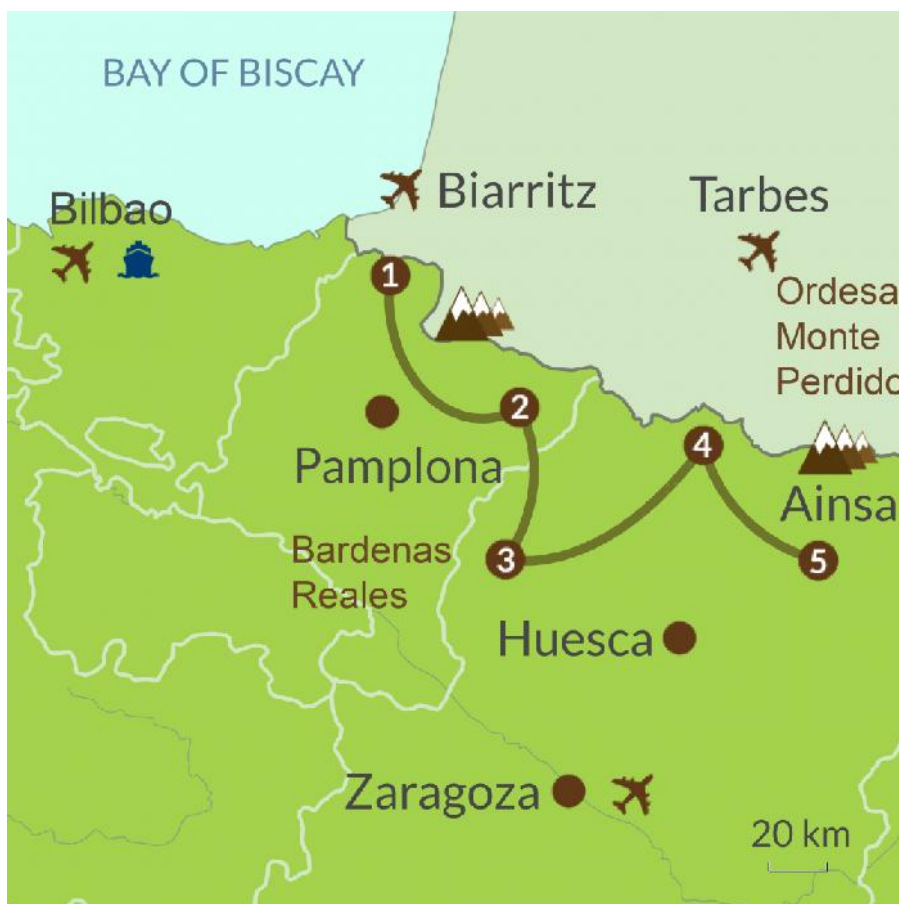 BAY OF BISCAY
Biarritz
Tarbes
Bilbao
1
Ordesa
Monte
Perdido
2
Pamplona
4
Ainsa
Bardenas
Reales
3
5
Huesca
Zaragoza
20 km